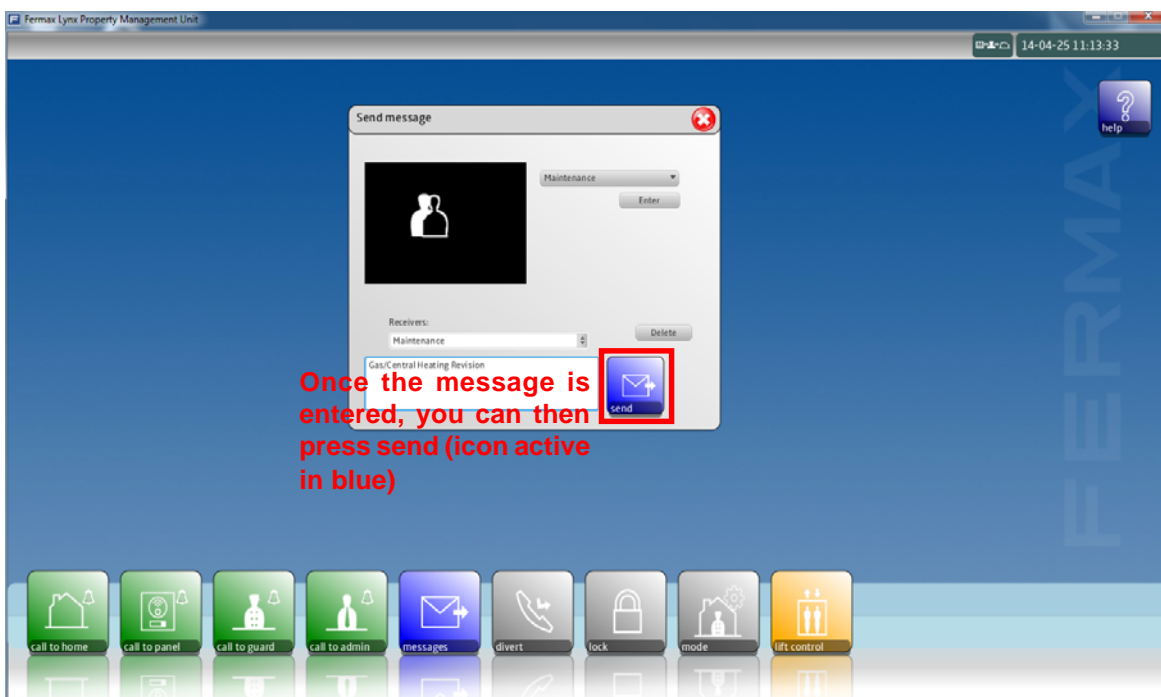 Fermax Lynx Property Management Unit
14-04-25 11:13:33
help
FERMAX
Send message
Maintenance
Enter
Receivers:
Maintenance
Delete
Gas/Central Heating Revision
send
Once the message is
entered, you can then
press send (icon active
in blue)
call to home
call to panel
call to guard
call to admin
messages
divert
lock
mode
lift control